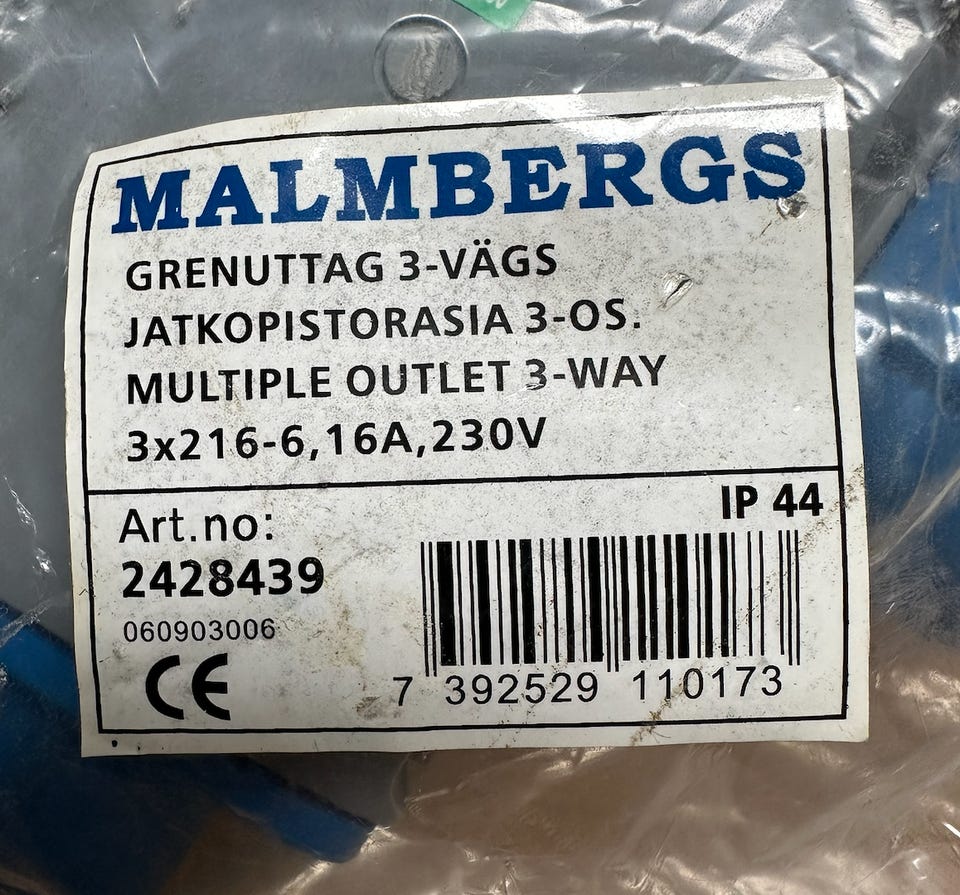 MALMBERGS
GRENUTTAG 3-VÄGS
JATKOPISTORASIA 3-OS.
MULTIPLE OUTLET 3-WAY
3x216-6,16A,230V
IP 44
Art.no:
2428439
060903006
CE
7 392529 110173